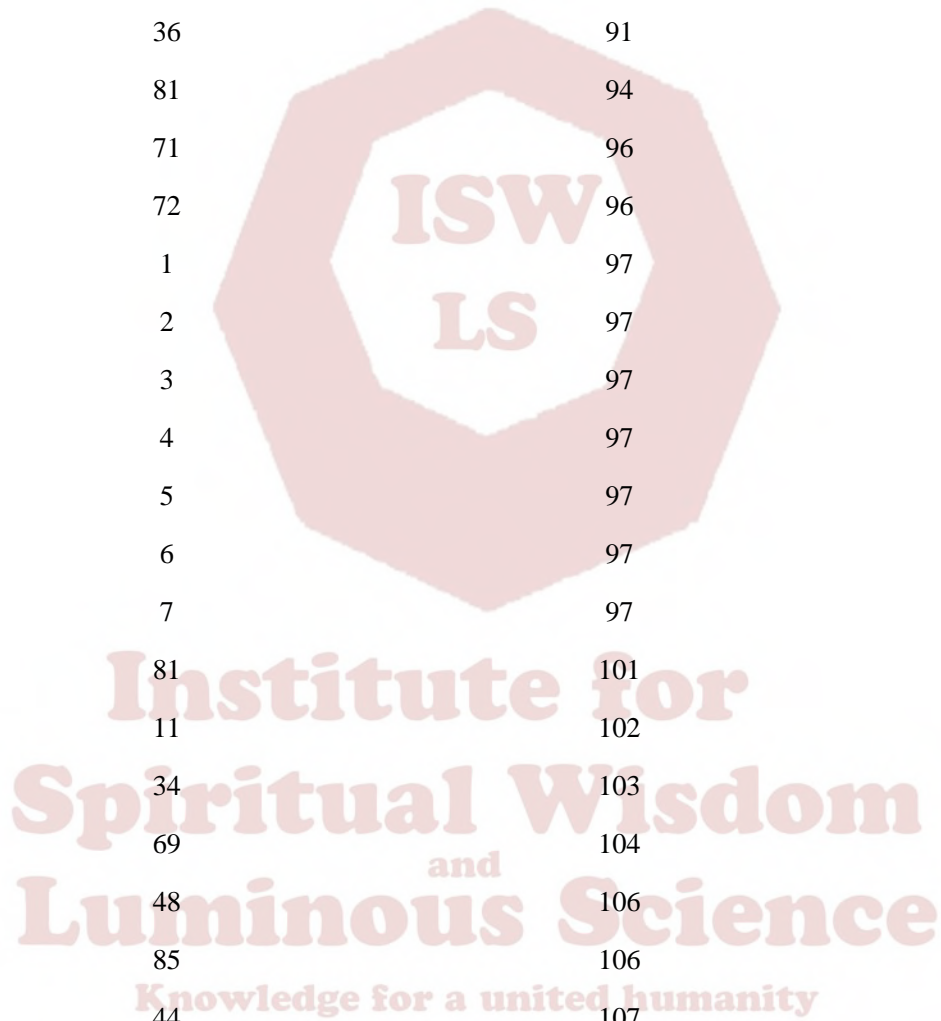 36 91
81 94
71 96
ISW
72 96
1 97
LS
2 97
3 97
4 97
5 97
6 97
7 97
Institute for
81 101
11 102
Spiritual Wisdom
34 103
69 104
and
Luminous Science
48 106
85 106
Knowledge for a united humanity
44 107